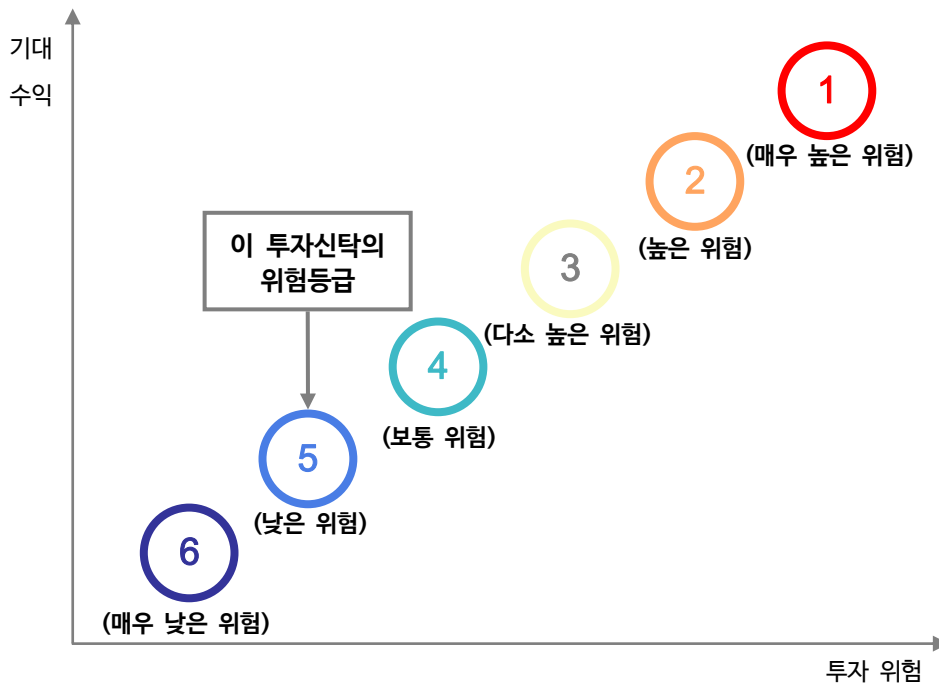 기대
수익
1
(매우 높은 위험)
2
(높은 위험)
이 투자신탁의
위험등급
3
(다소 높은 위험)
4
(보통 위험)
5
(낮은 위험)
6
(매우 낮은 위험)
투자 위험